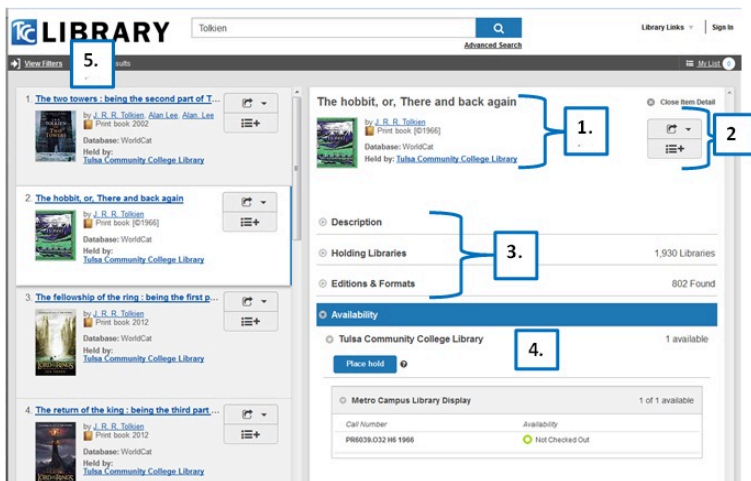 TCC LIBRARY
Tolkien
Advanced Search
Library Links
Sign In
View Filters
5.
My List 0
1. The two towers : being the second part of T...
by J. R. R. Tolkien, Alan Lee, Alan. Lee
Print book 2002
Database: WorldCat
Held by:
Tulsa Community College Library
2. The hobbit, or, There and back again
by J. R. R. Tolkien
Print book [©1966]
Database: WorldCat
Held by:
Tulsa Community College Library
3. The fellowship of the ring : being the first p...
by J. R. R. Tolkien
Print book 2012
Database: WorldCat
Held by:
Tulsa Community College Library
4. The return of the king : being the third part ...
by J. R. R. Tolkien
Print book 2012
Database: WorldCat
Held by:
Tulsa Community College Library
The hobbit, or, There and back again
Close Item Detail
by J. R. R. Tolkien
Print book [©1966]
Database: WorldCat
Held by: Tulsa Community College Library
1.
2
Description
Holding Libraries
1,930 Libraries
3.
Editions & Formats
802 Found
Availability
Tulsa Community College Library
1 available
4.
Place hold
Metro Campus Library Display
1 of 1 available
Call Number
Availability
PR6039.O32 H6 1966
Not Checked Out